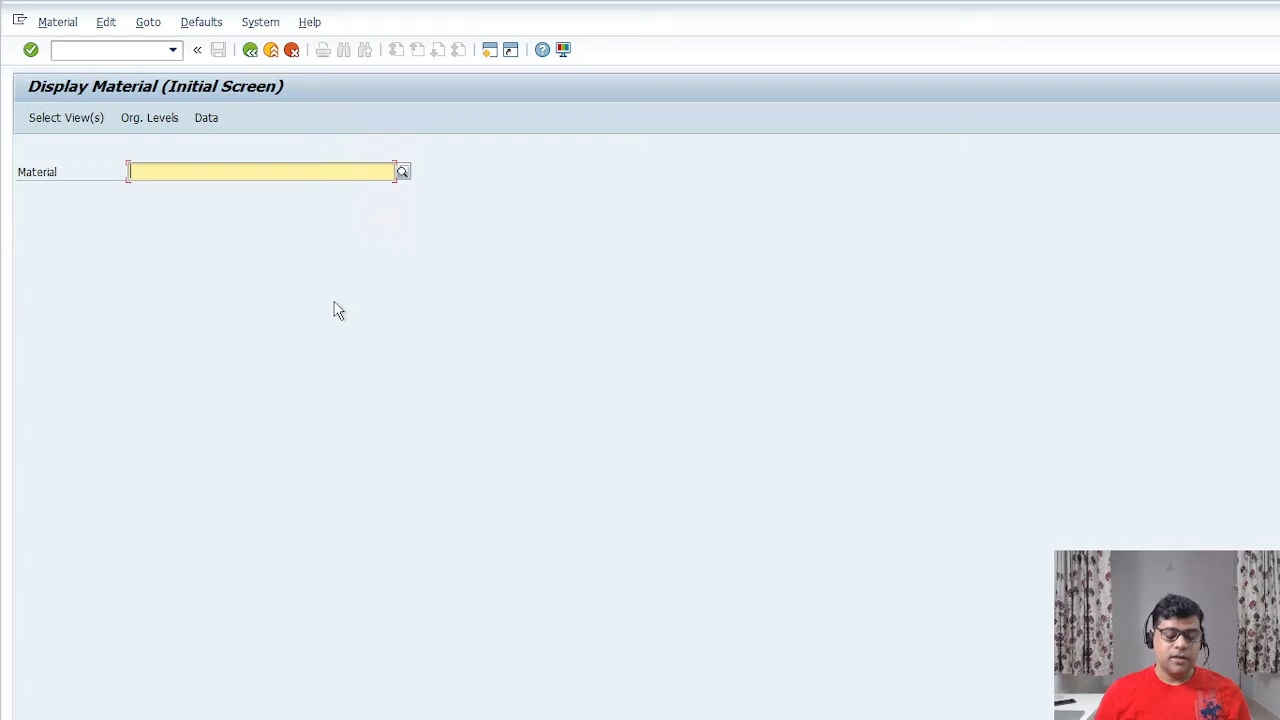 Material Edit Goto Defaults System Help
Display Material (Initial Screen)
Select View(s) Org. Levels Data
Material